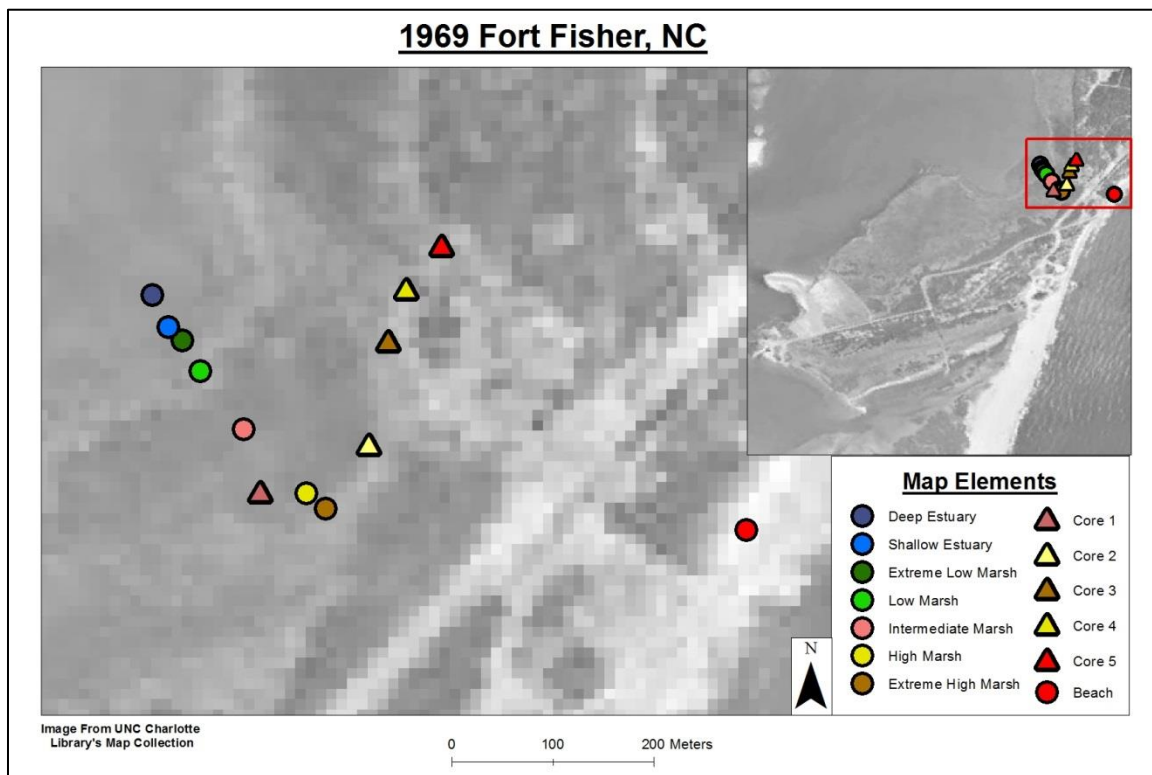 1969 Fort Fisher, NC
Map Elements
Deep Estuary
Shallow Estuary
Extreme Low Marsh
Low Marsh
Intermediate Marsh
High Marsh
Extreme High Marsh
Core 1
Core 2
Core 3
Core 4
Core 5
Beach
N
Image From UNC Charlotte
Library's Map Collection
0 100 200 Meters